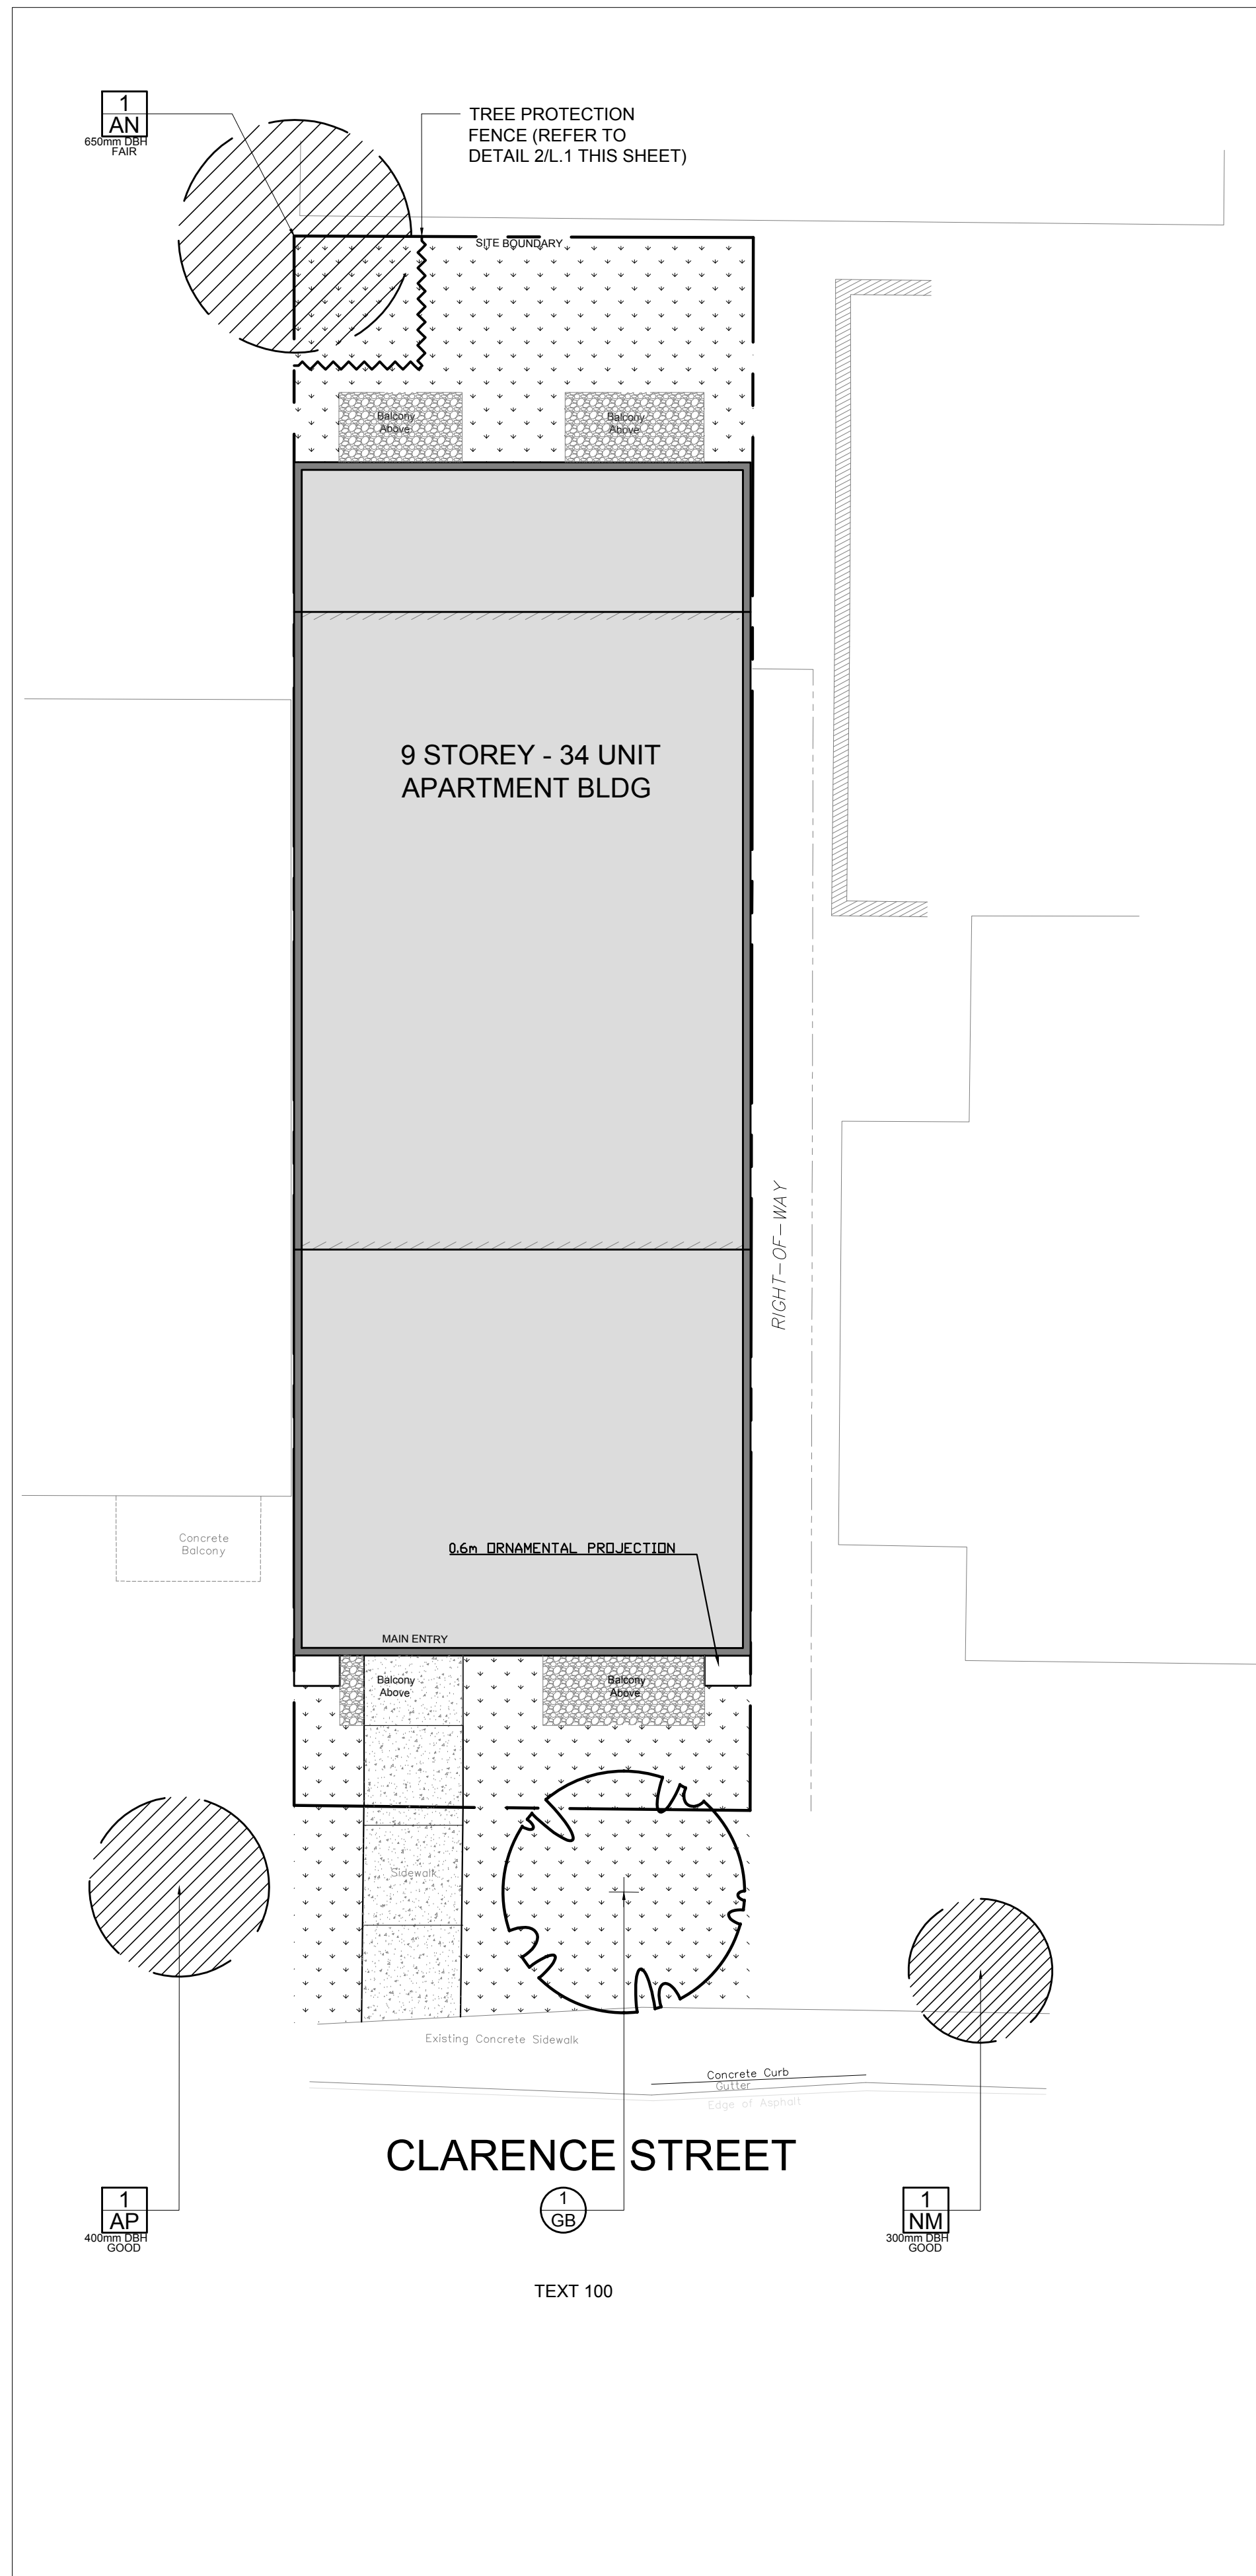 1
AN
650mm DBH
FAIR
TREE PROTECTION
FENCE (REFER TO
DETAIL 2/L.1 THIS SHEET)
SITE BOUNDARY
Balcony
Above
Balcony
Above
9 STOREY - 34 UNIT
APARTMENT BLDG
RIGHT-OF-WAY
Concrete
Balcony
0.6m ORNAMENTAL PROJECTION
MAIN ENTRY
Balcony
Above
Balcony
Above
Sidewalk
Existing Concrete Sidewalk
Concrete Curb
Gutter
Edge of Asphalt
CLARENCE STREET
1
AP
400mm DBH
GOOD
1
GB
1
NM
300mm DBH
GOOD
TEXT 100